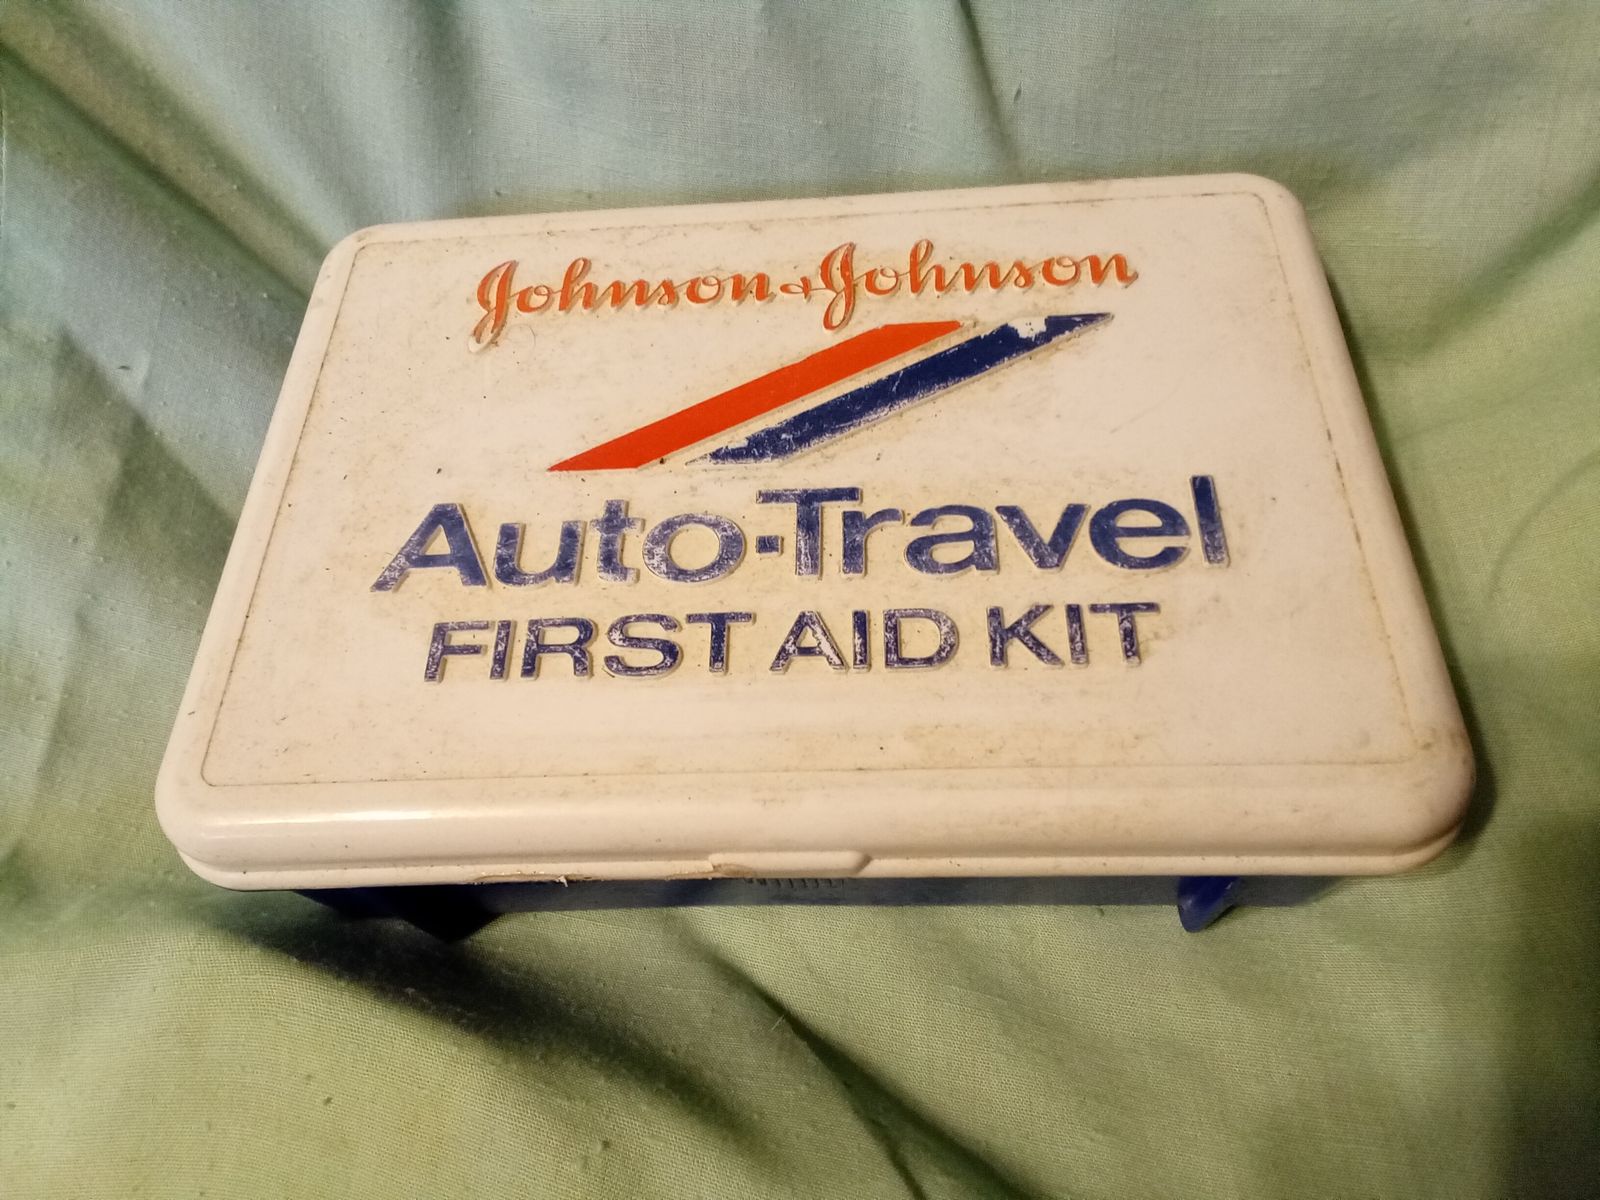 Johnson & Johnson
Auto-Travel
FIRST AID KIT